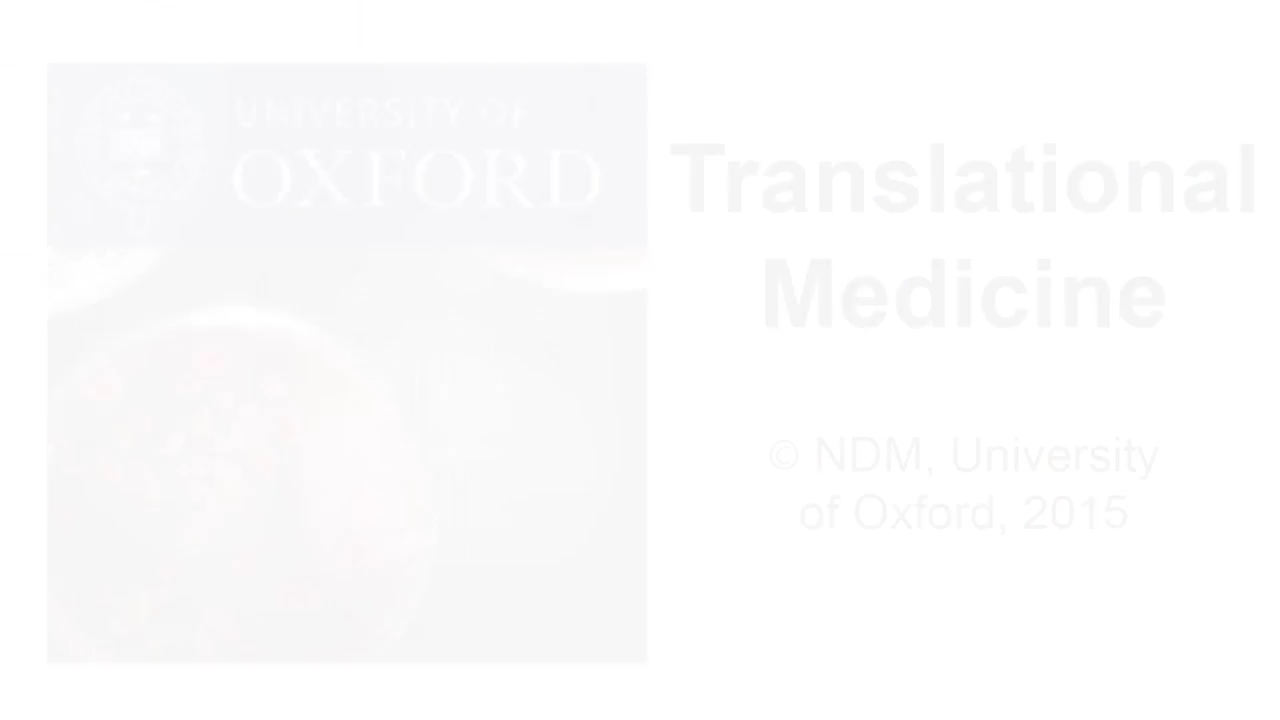 UNIVERSITY OF
OXFORD
Translational
Medicine
© NDM, University
of Oxford, 2015